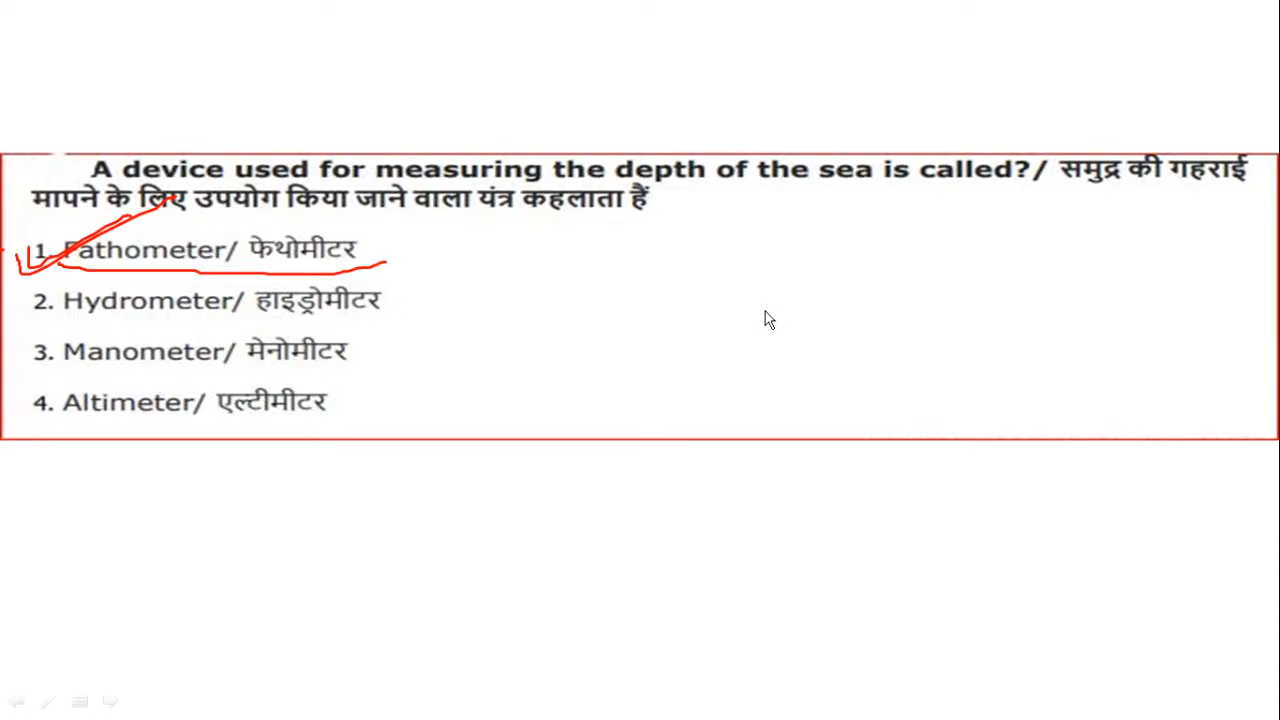 A device used for measuring the depth of the sea is called?/ समुद्र की गहराई
मापने के लिए उपयोग किया जाने वाला यंत्र कहलाता हैं
1. Fathometer/ फेथोमीटर
2. Hydrometer/ हाइड्रोमीटर
3. Manometer/ मेनोमीटर
4. Altimeter/ एल्टीमीटर